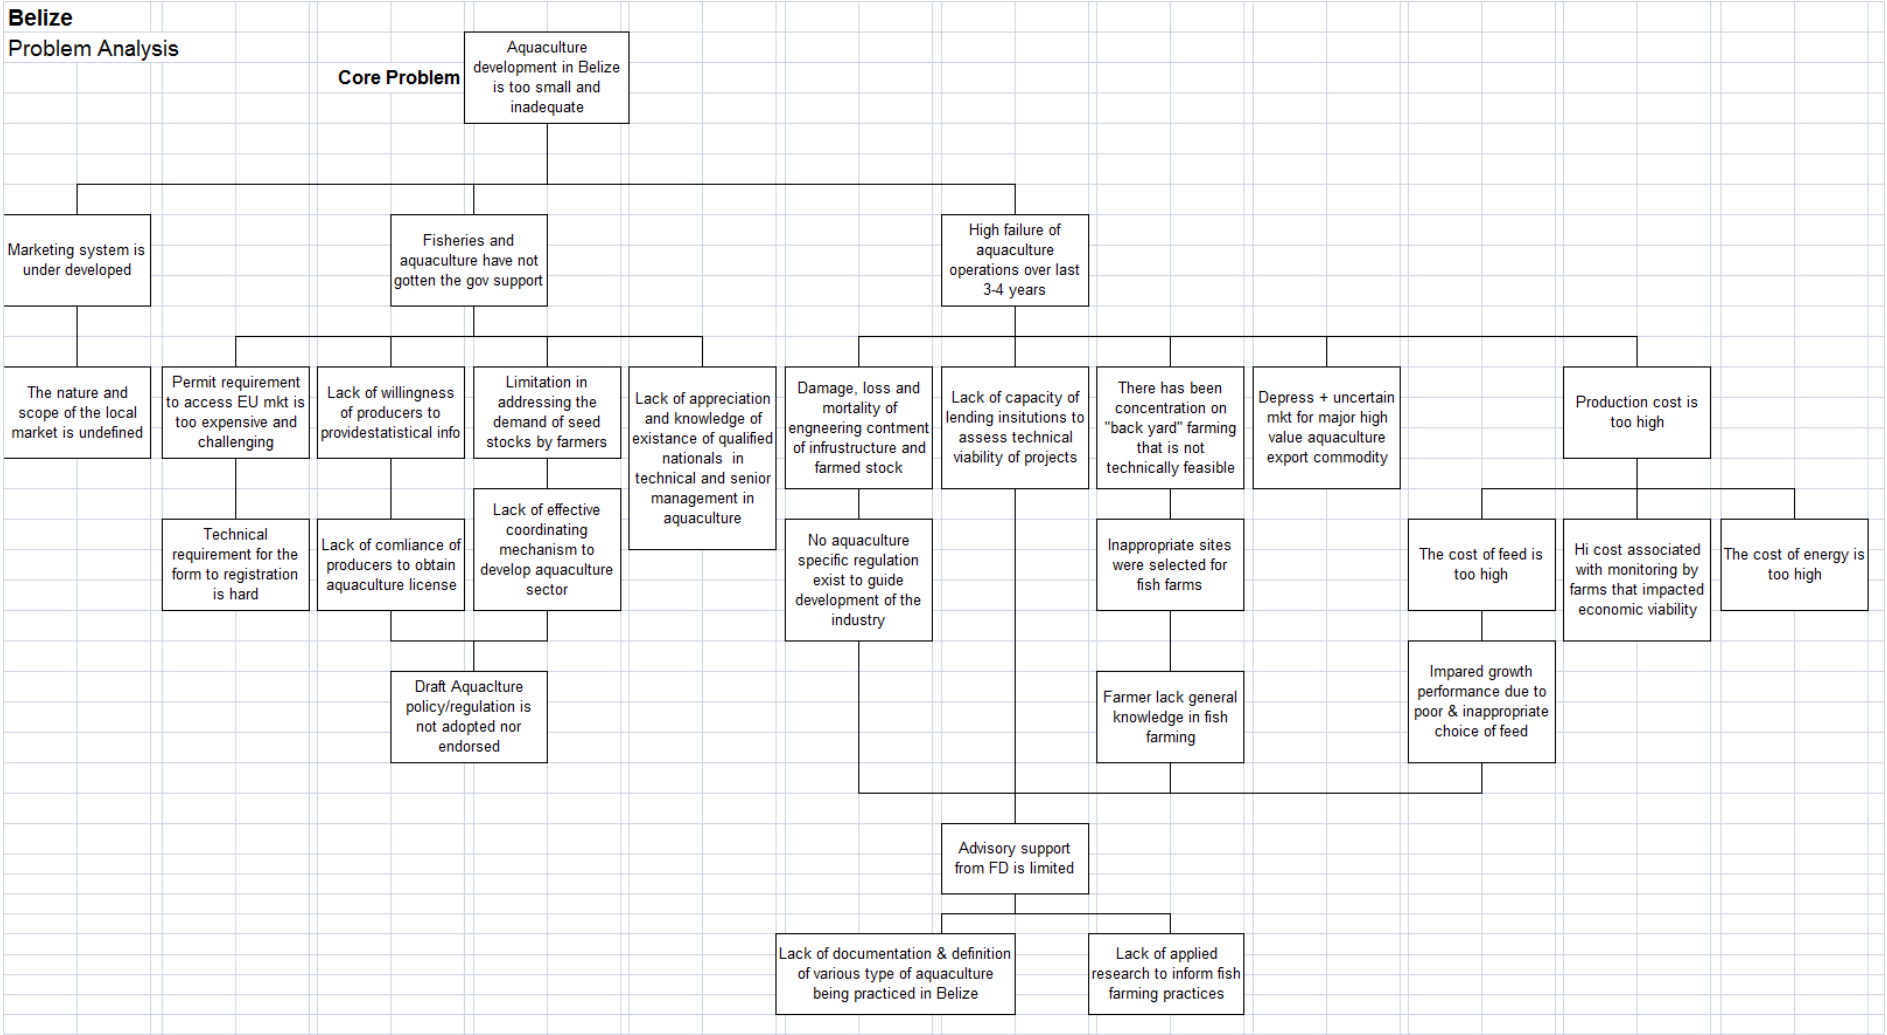 Belize
Problem Analysis
Core Problem
Aquaculture
development in Belize
is too small and
inadequate
Marketing system is
under developed
Fisheries and
aquaculture have not
gotten the gov support
High failure of
aquaculture
operations over last
3-4 years
The nature and
scope of the local
market is undefined
Permit requirement
to access EU mkt is
too expensive and
challenging
Lack of willingness
of producers to
providestatistical info
Limitation in
addressing the
demand of seed
stocks by farmers
Lack of appreciation
and knowledge of
existance of qualified
nationals in
technical and senior
management in
aquaculture
Damage, loss and
mortality of
engneering contment
of infrustructure and
farmed stock
Lack of capacity of
lending insitutions to
assess technical
viability of projects
There has been
concentration on
"back yard" farming
that is not
technically feasible
Depress + uncertain
mkt for major high
value aquaculture
export commodity
Production cost is
too high
Technical
requirement for the
form to registration
is hard
Lack of comliance of
producers to obtain
aquaculture license
Lack of effective
coordinating
mechanism to
develop aquaculture
sector
No aquaculture
specific regulation
exist to guide
development of the
industry
Inappropriate sites
were selected for
fish farms
The cost of feed is
too high
Hi cost associated
with monitoring by
farms that impacted
economic viability
The cost of energy is
too high
Draft Aquaclture
policy/regulation is
not adopted nor
endorsed
Farmer lack general
knowledge in fish
farming
Impared growth
performance due to
poor & inappropriate
choice of feed
Advisory support
from FD is limited
Lack of documentation & definition
of various type of aquaculture
being practiced in Belize
Lack of applied
research to inform fish
farming practices